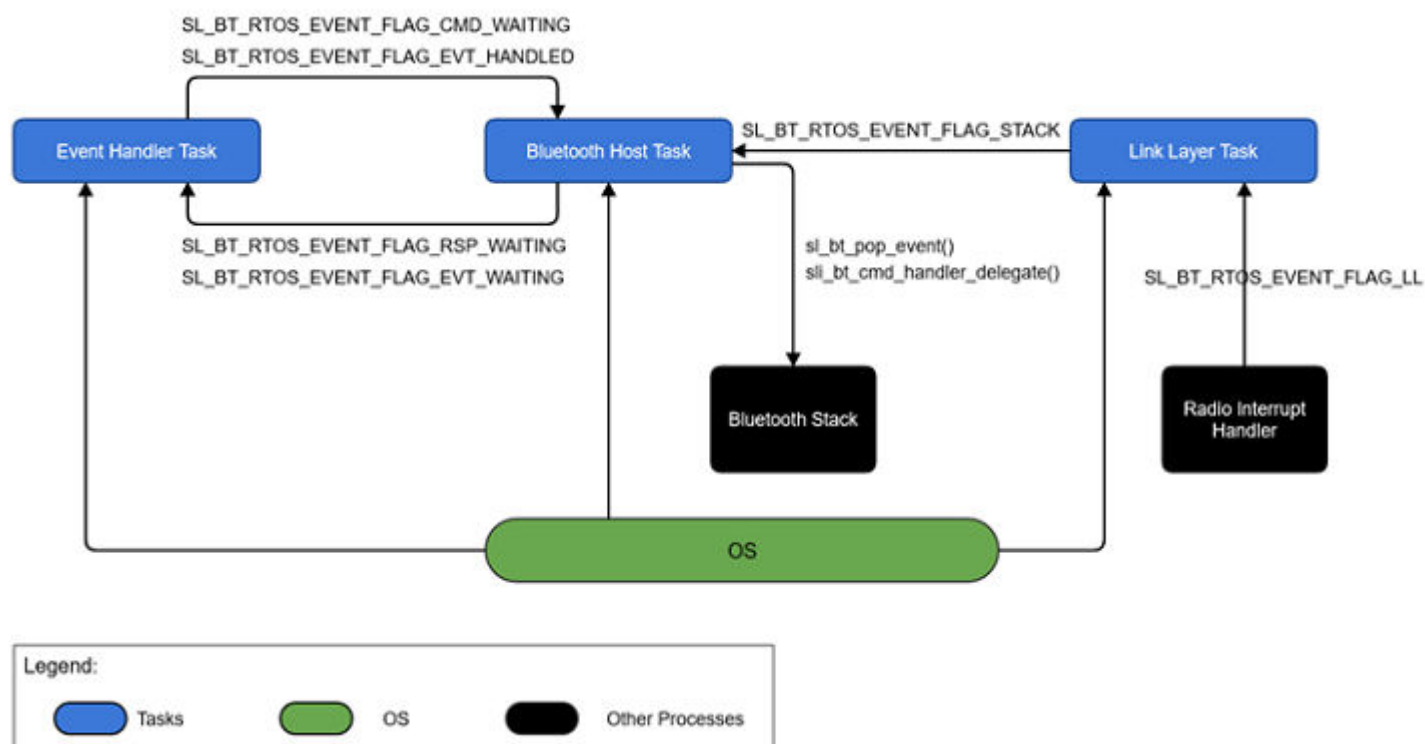 SL_BT_RTOS_EVENT_FLAG_CMD_WAITING
SL_BT_RTOS_EVENT_FLAG_EVT_HANDLED
Event Handler Task
Bluetooth Host Task
SL_BT_RTOS_EVENT_FLAG_STACK
Link Layer Task
SL_BT_RTOS_EVENT_FLAG_RSP_WAITING
SL_BT_RTOS_EVENT_FLAG_EVT_WAITING
sl_bt_pop_event()
sli_bt_cmd_handler_delegate()
SL_BT_RTOS_EVENT_FLAG_LL
Bluetooth Stack
Radio Interrupt
Handler
OS
Legend:
Tasks
OS
Other Processes